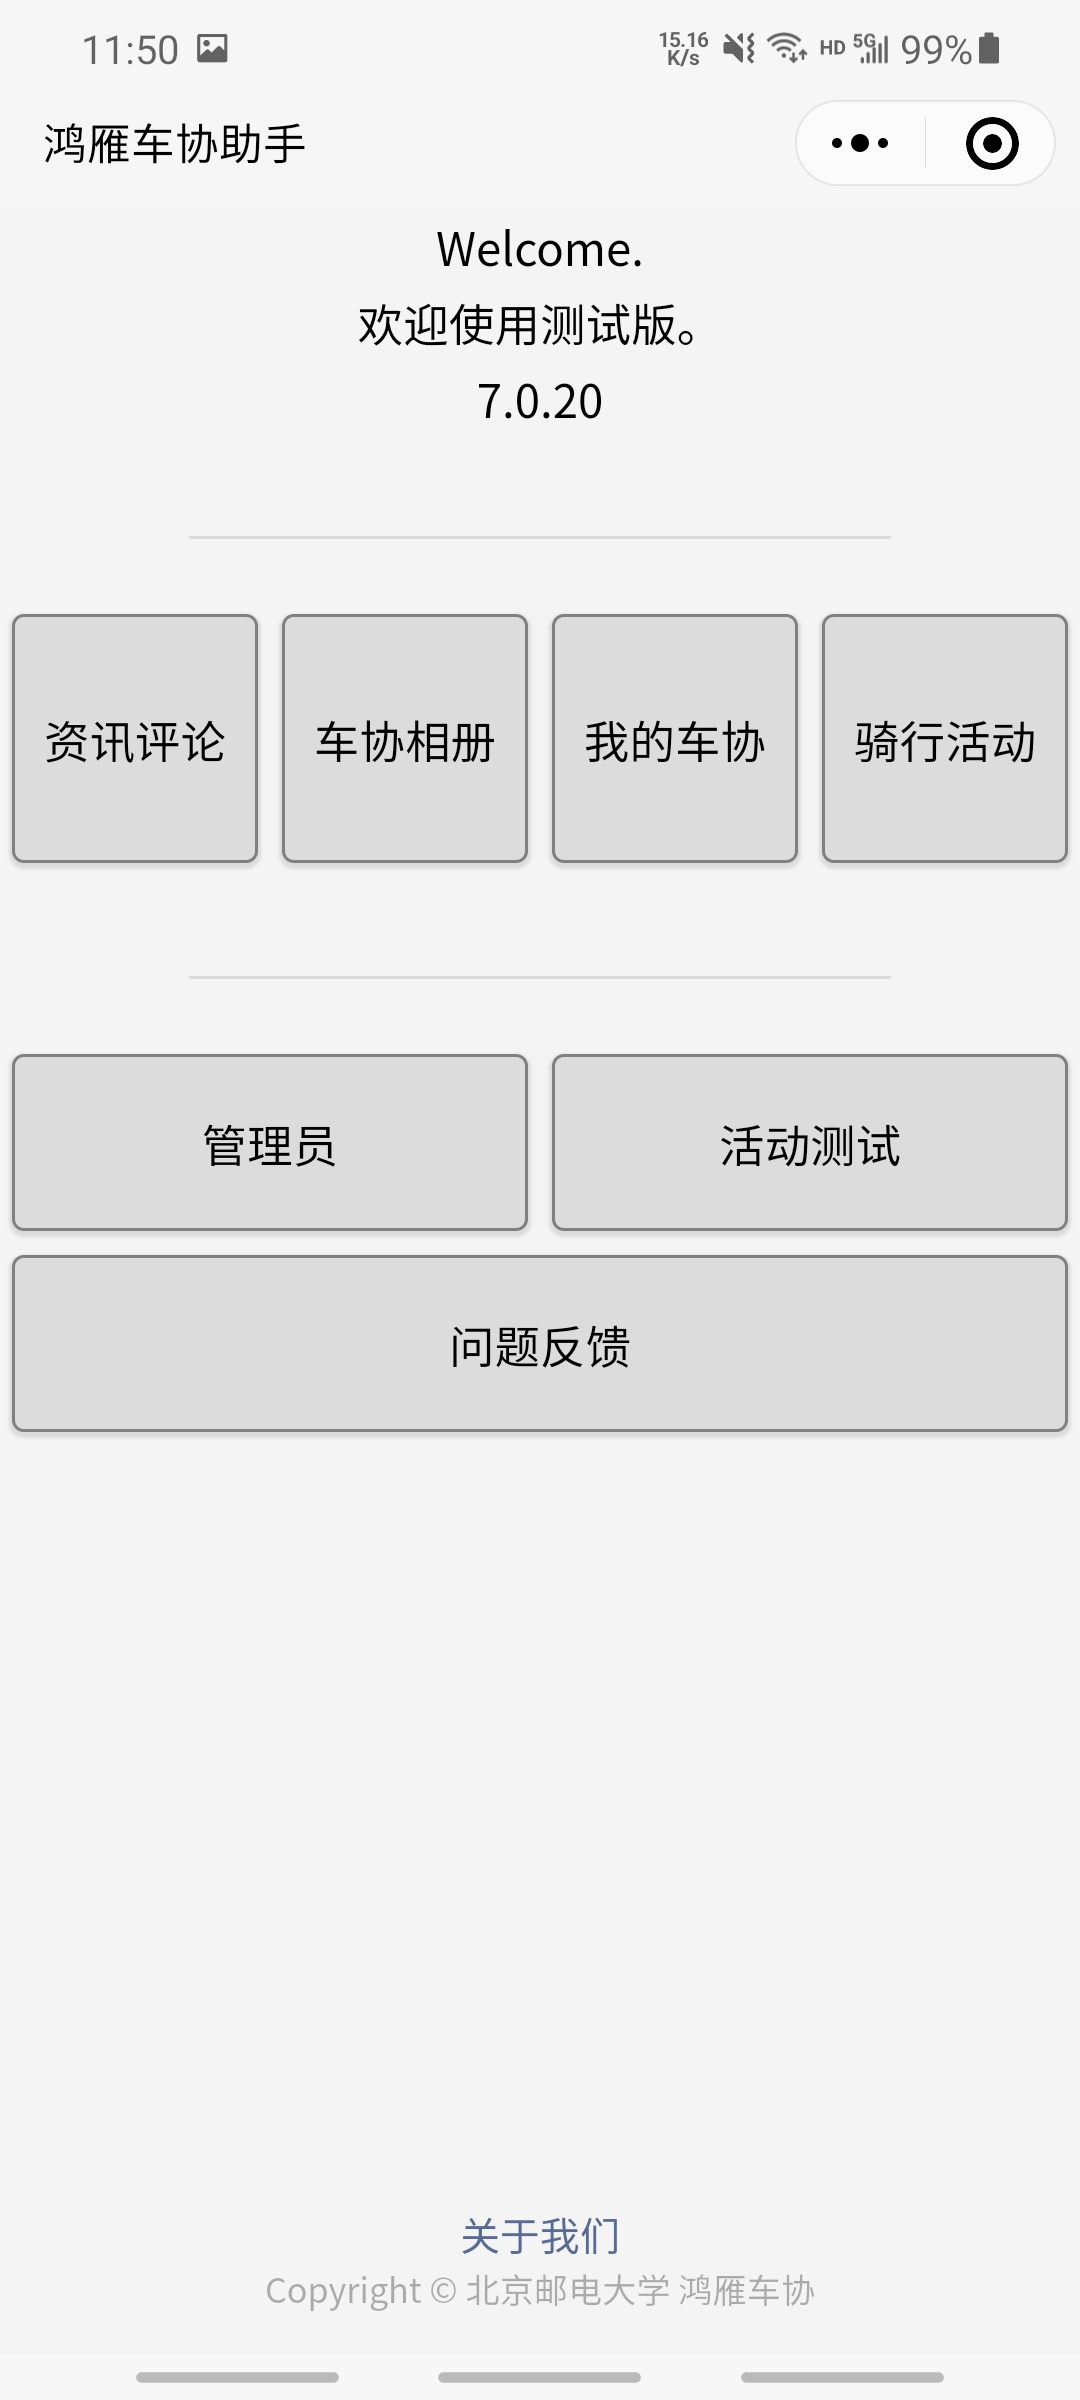 11:50
15.16 K/s HD 5G 99%
鸿雁车协助手
Welcome.
欢迎使用测试版。
7.0.20
资讯评论 车协相册 我的车协 骑行活动
管理员 活动测试
问题反馈
关于我们
Copyright © 北京邮电大学 鸿雁车协